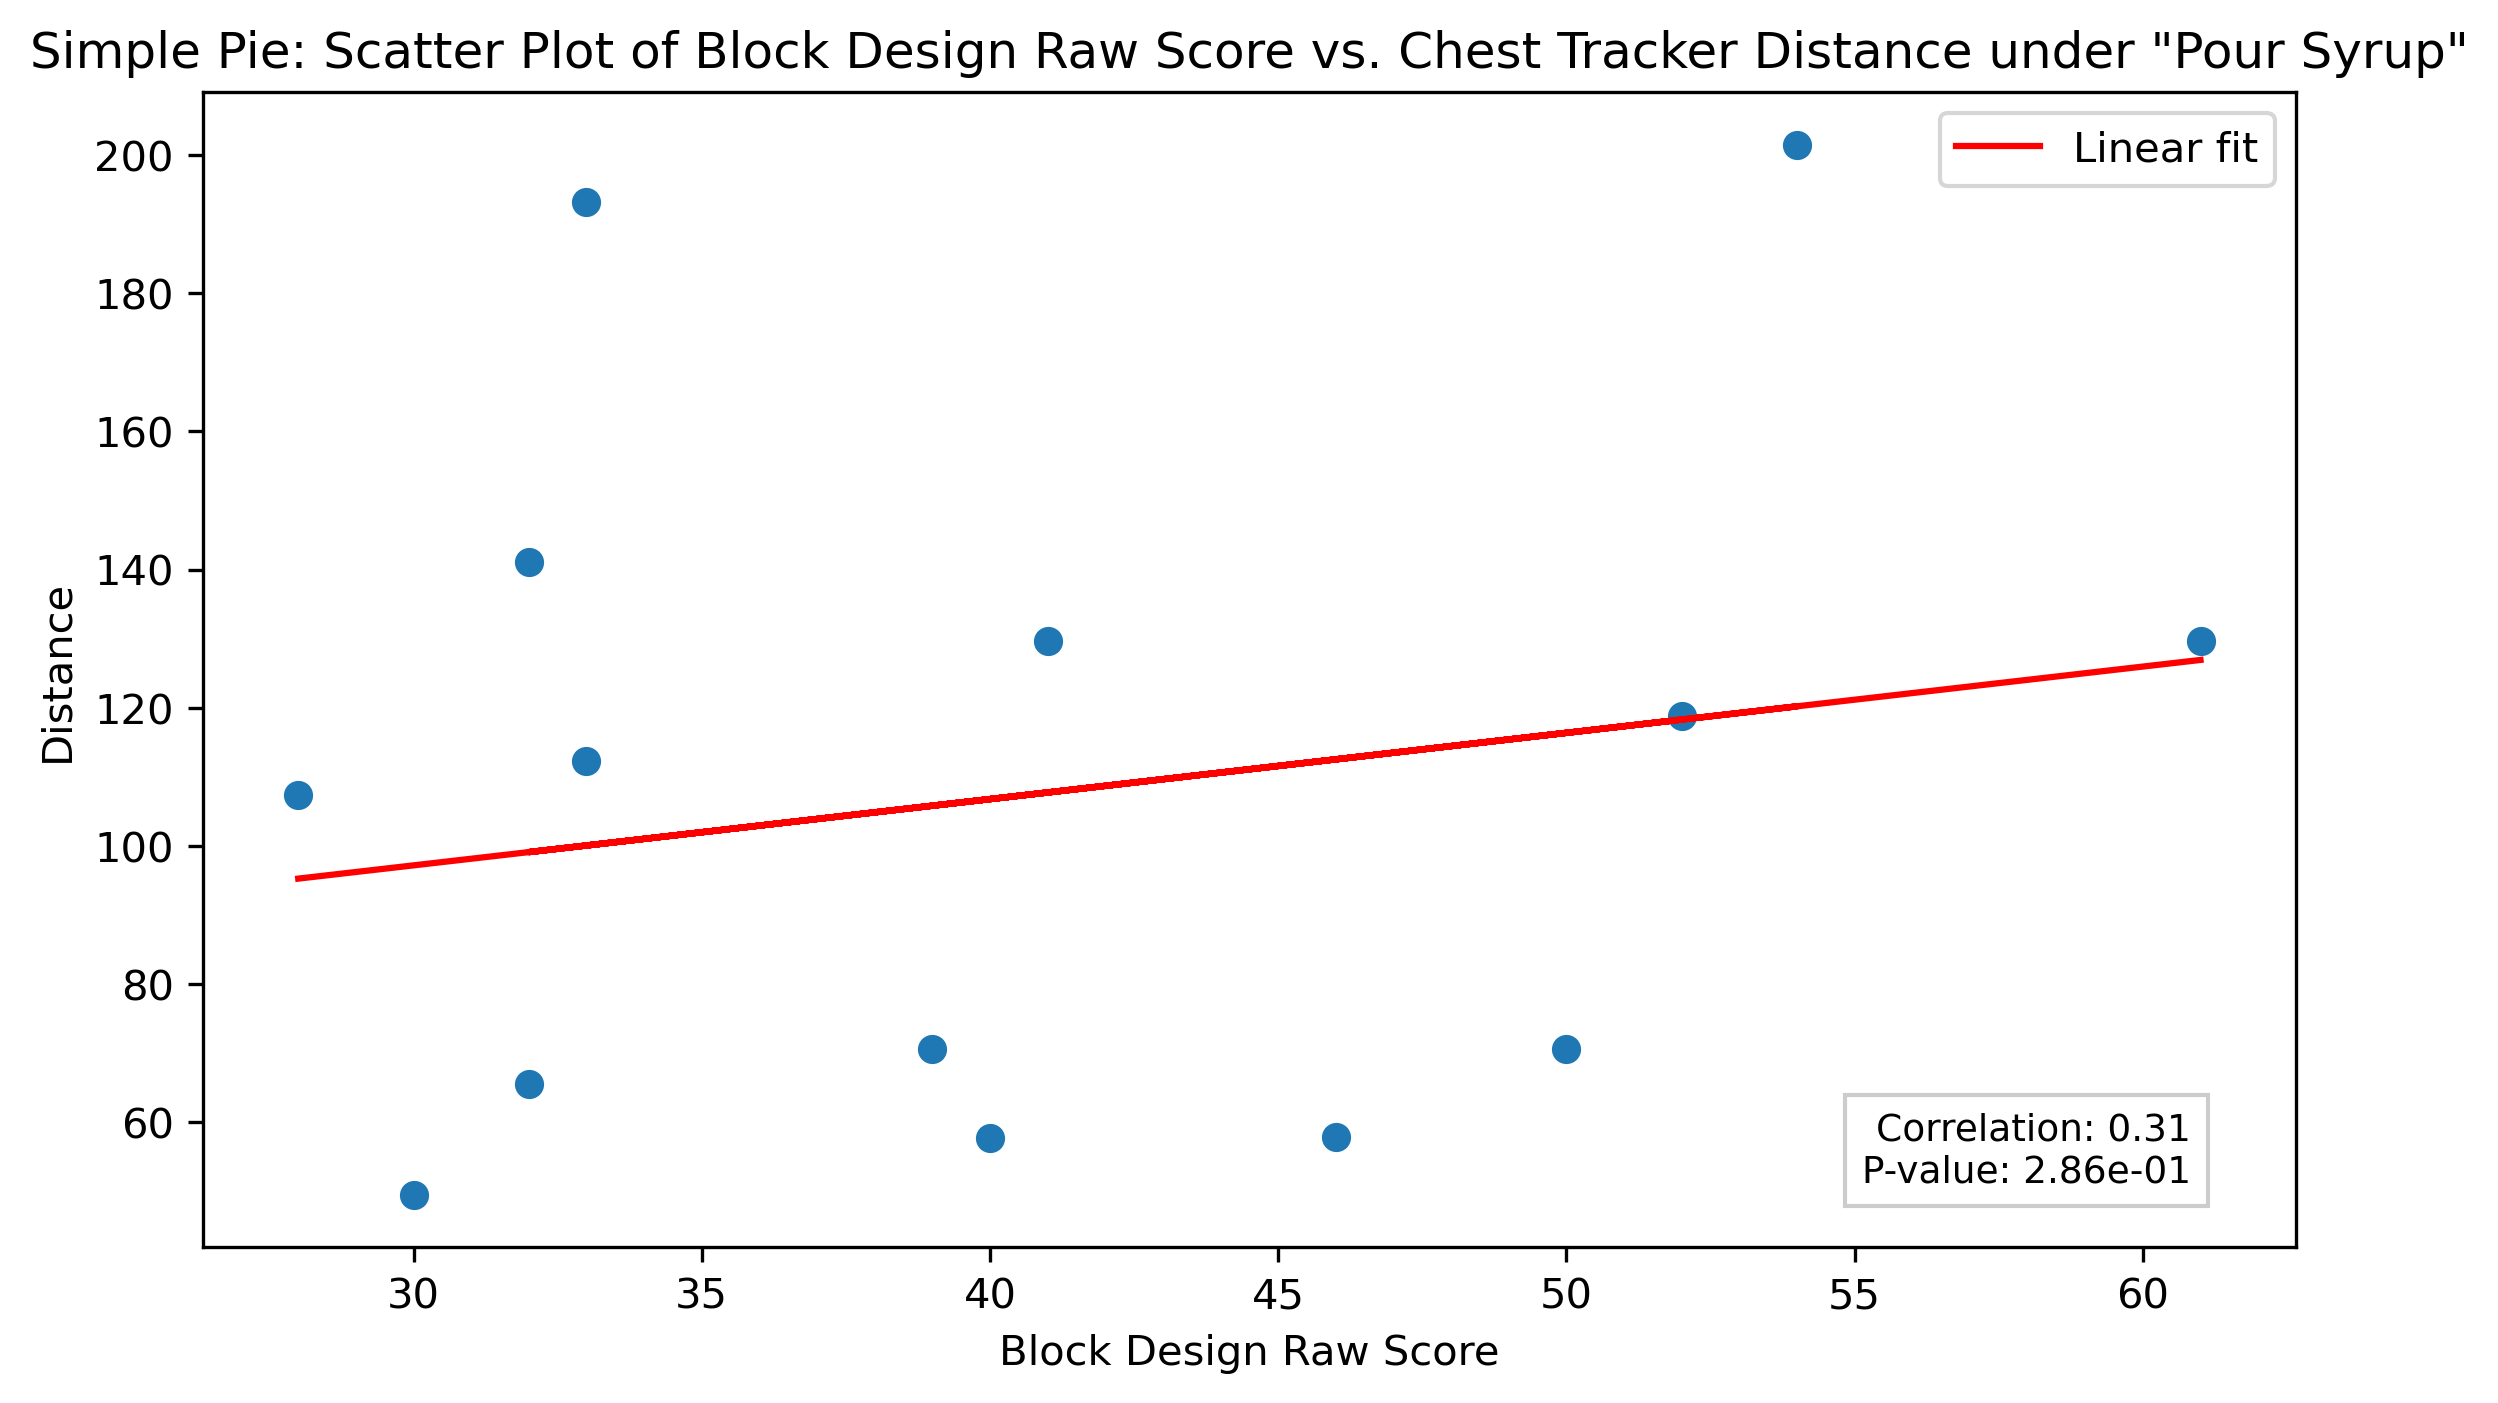 Simple Pie: Scatter Plot of Block Design Raw Score vs. Chest Tracker Distance under "Pour Syrup"
Linear fit
200
180
160
140
120
100
80
60
Distance
Correlation: 0.31
P-value: 2.86e-01
30 35 40 45 50 55 60
Block Design Raw Score